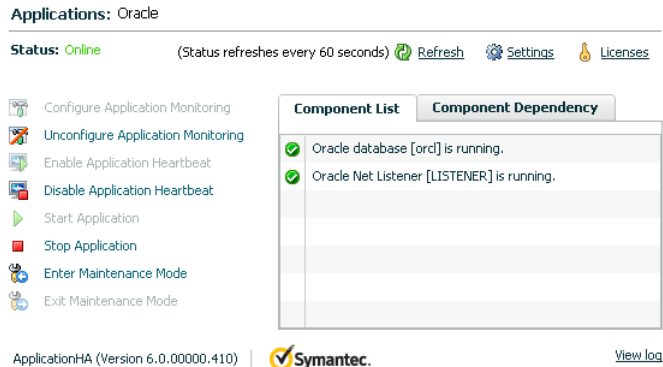 Applications: Oracle
Status: Online (Status refreshes every 60 seconds) Refresh Settings Licenses
Configure Application Monitoring
Unconfigure Application Monitoring
Enable Application Heartbeat
Disable Application Heartbeat
Start Application
Stop Application
Enter Maintenance Mode
Exit Maintenance Mode
Component List Component Dependency
Oracle database [orcl] is running.
Oracle Net Listener [LISTENER] is running.
ApplicationHA (Version 6.0.00000.410) Symantec. View log